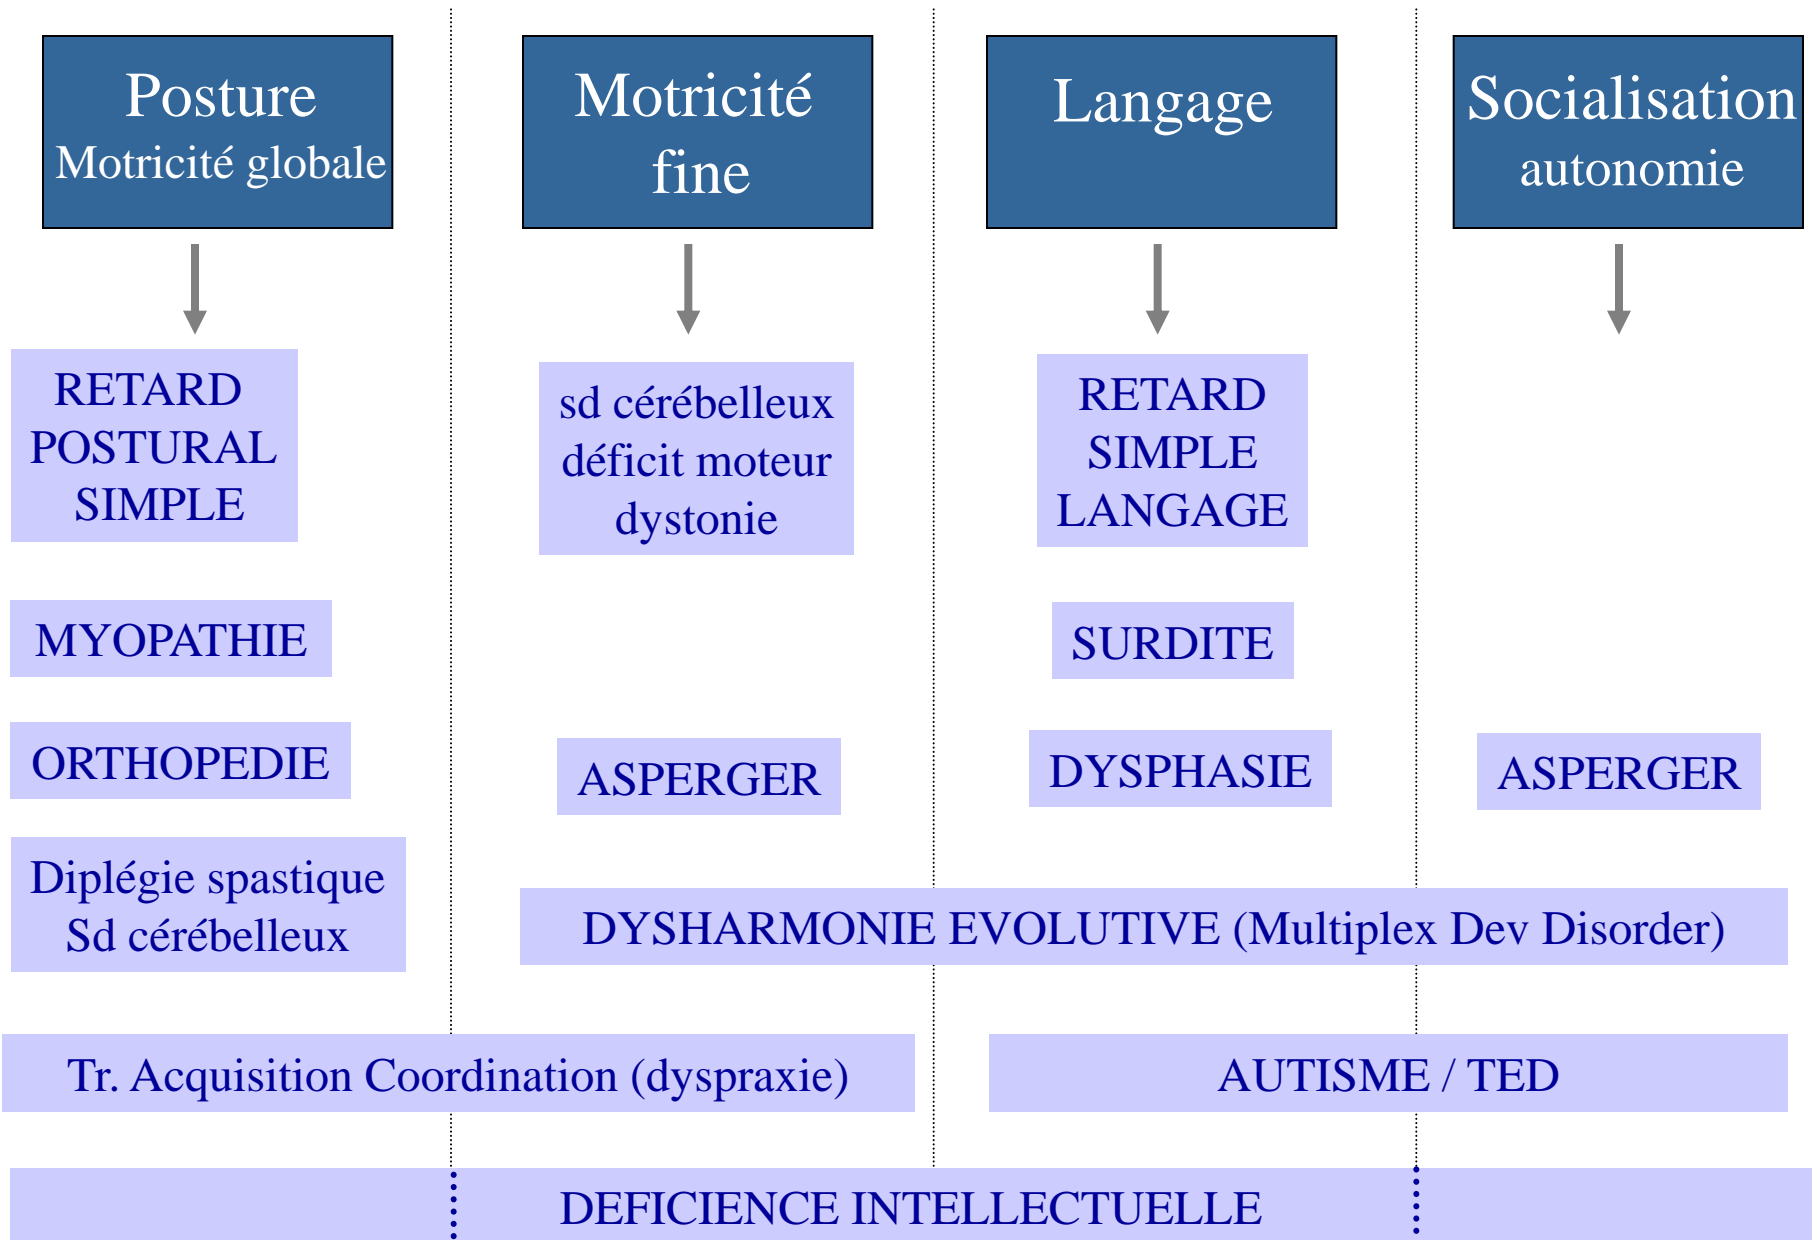 Posture
Motricité globale
Motricité
fine
Langage
Socialisation
autonomie
RETARD
POSTURAL
SIMPLE
sd cérébelleux
déficit moteur
dystonie
RETARD
SIMPLE
LANGAGE
MYOPATHIE
SURDITE
ORTHOPEDIE
ASPERGER
DYSPHASIE
ASPERGER
Diplégie spastique
Sd cérébelleux
DYSHARMONIE EVOLUTIVE (Multiplex Dev Disorder)
Tr. Acquisition Coordination (dyspraxie)
AUTISME / TED
DEFICIENCE INTELLECTUELLE